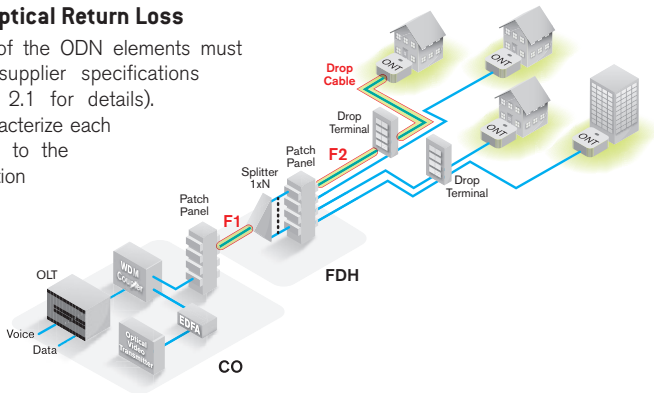 ptical Return Loss
of the ODN elements must
supplier specifications
2.1 for details).
acterize each
to the
tion
Drop
Cable
ONT
ONT
Drop
Terminal
ONT
ONT
F2
Patch
Panel
Splitter
1xN
Drop
Terminal
Patch
Panel
F1
FDH
OLT
WDM
Coupler
Voice
Data
Optical
Video
Transmitter
EDFA
CO